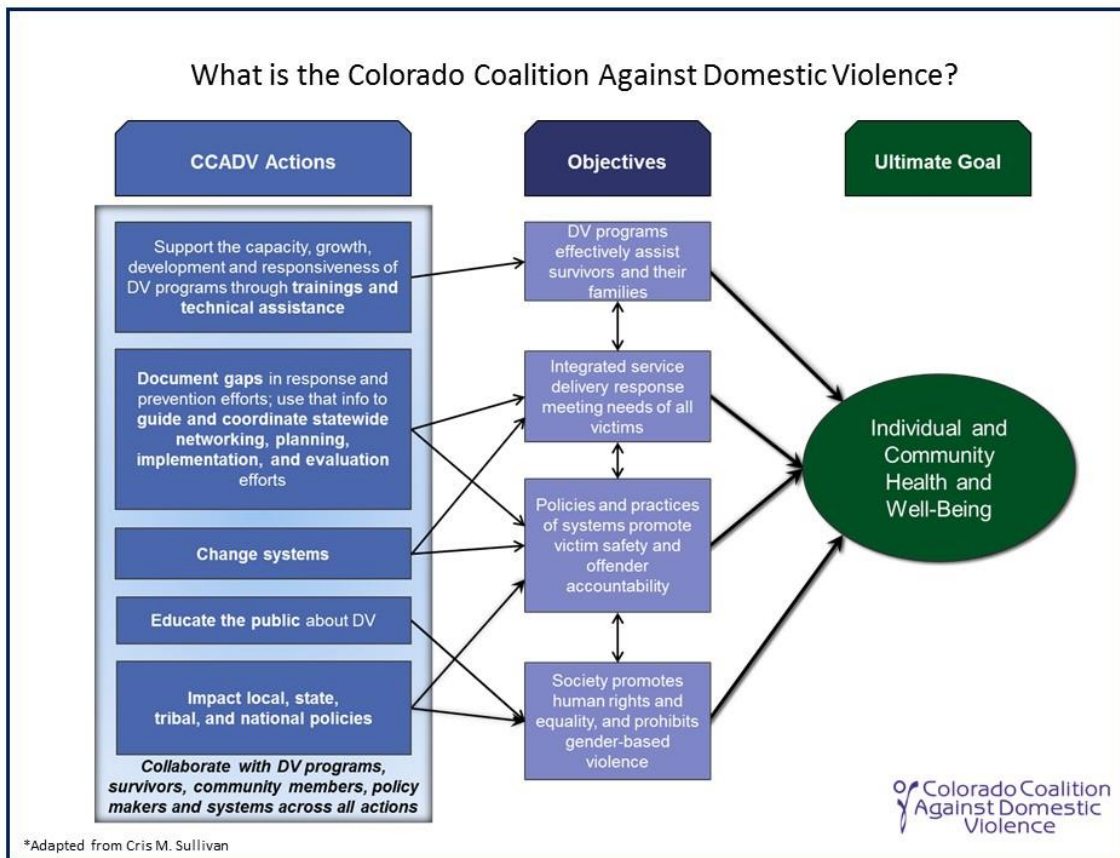 What is the Colorado Coalition Against Domestic Violence?
CCADV Actions
Objectives
Ultimate Goal
Support the capacity, growth,
development and responsiveness of
DV programs through trainings and
technical assistance
Document gaps in response and
prevention efforts; use that info to
guide and coordinate statewide
networking, planning,
implementation, and evaluation
efforts
Change systems
Educate the public about DV
Impact local, state,
tribal, and national policies
Collaborate with DV programs,
survivors, community members, policy
makers and systems across all actions
DV programs
effectively assist
survivors and their
families
Integrated service
delivery response
meeting needs of all
victims
Policies and practices
of systems promote
victim safety and
offender
accountability
Society promotes
human rights and
equality, and prohibits
gender-based
violence
Individual and
Community
Health and
Well-Being
Colorado Coalition
Against Domestic
Violence
*Adapted from Cris M. Sullivan